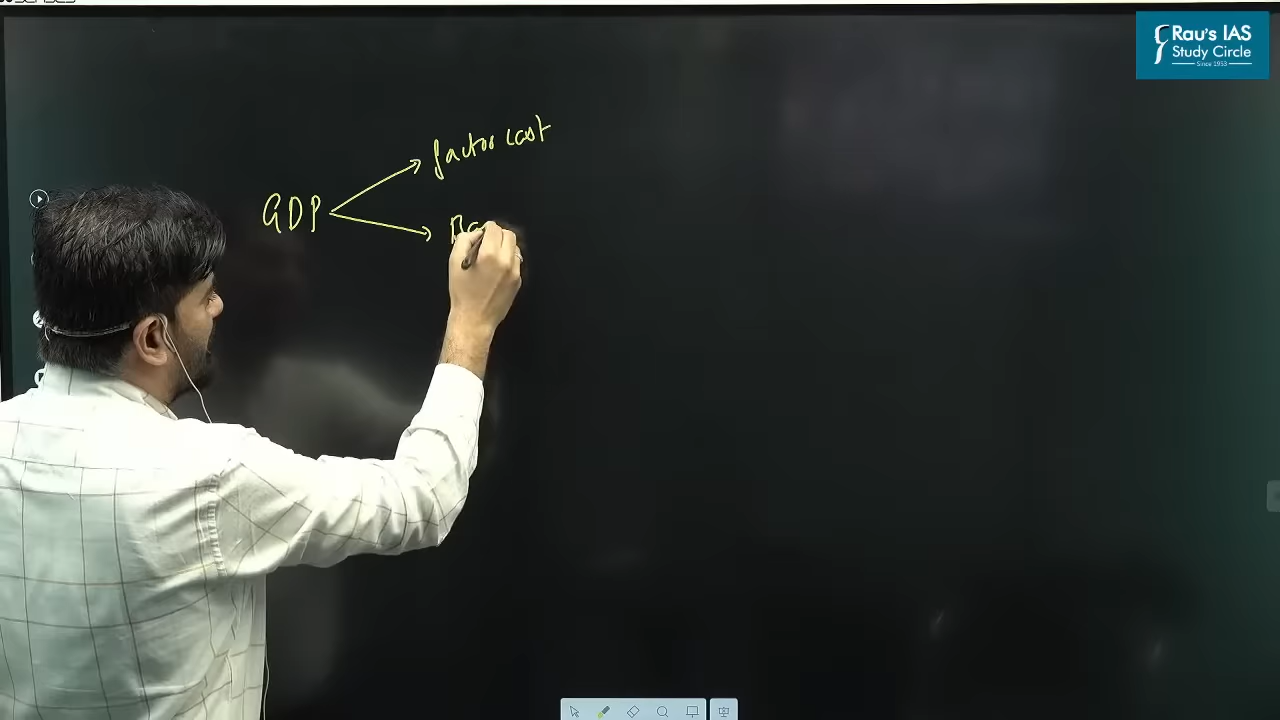 Rau's IAS
Study Circle
Since 1953
factor cost
GDP